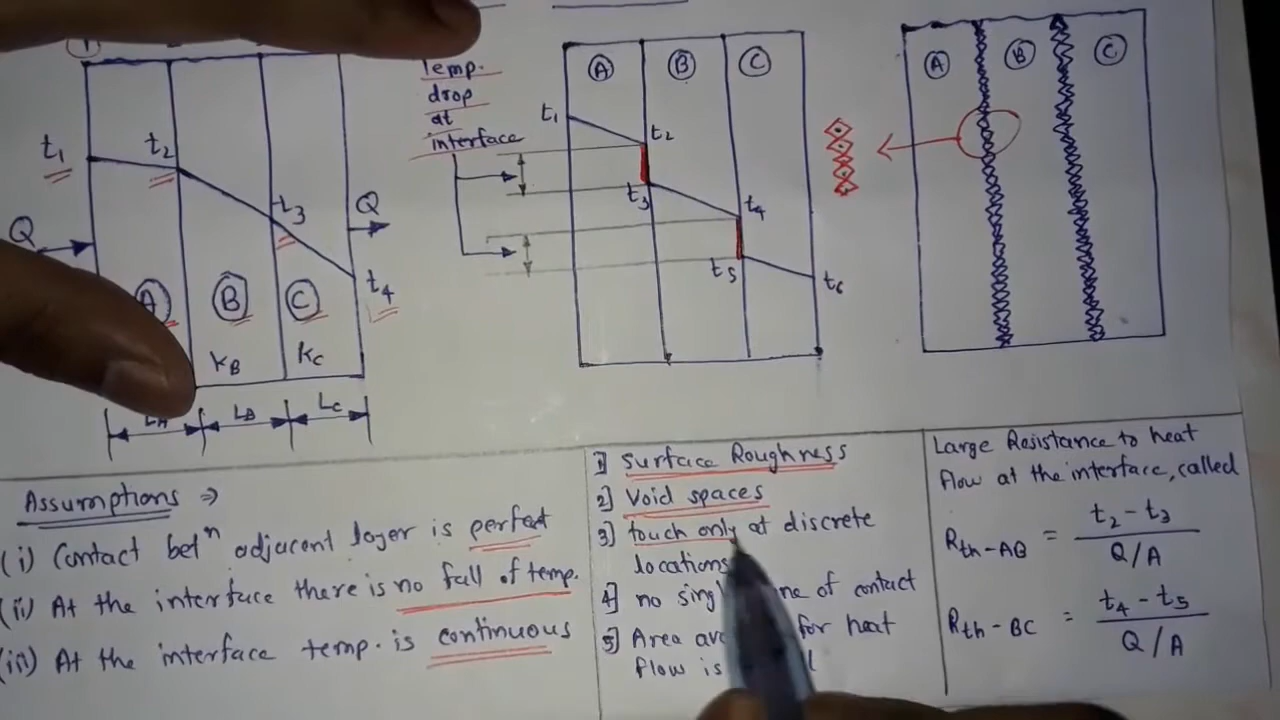 t₁
t₂
t₃
t₄
Q
Q
A
B
C
kB
kC
LA
LB
LC
Temp.
drop
at
interface
A
B
C
t₁
t₂
t₃
t₄
t₅
t₆
A
B
C
Assumptions ⇒
(i) Contact betⁿ adjacent layer is perfect
(ii) At the interface there is no fall of temp.
(iii) At the interface temp. is continuous
1] Surface Roughness
2] Void spaces
3] touch only at discrete
locations
4] no of contact
5] Area for heat
flow is
Large Resistance to heat
flow at the interface, called
Rth-AB = t₂ - t₃ / Q/A
Rth-BC = t₄ - t₅ / Q/A